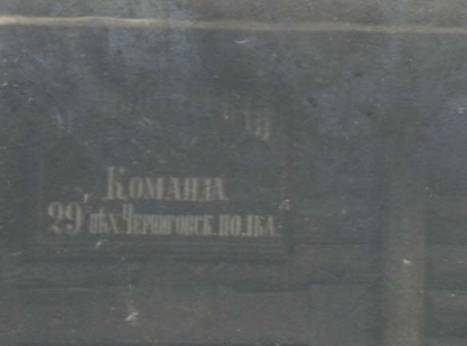 Команда
29 пѣх. Черниговск. полка.